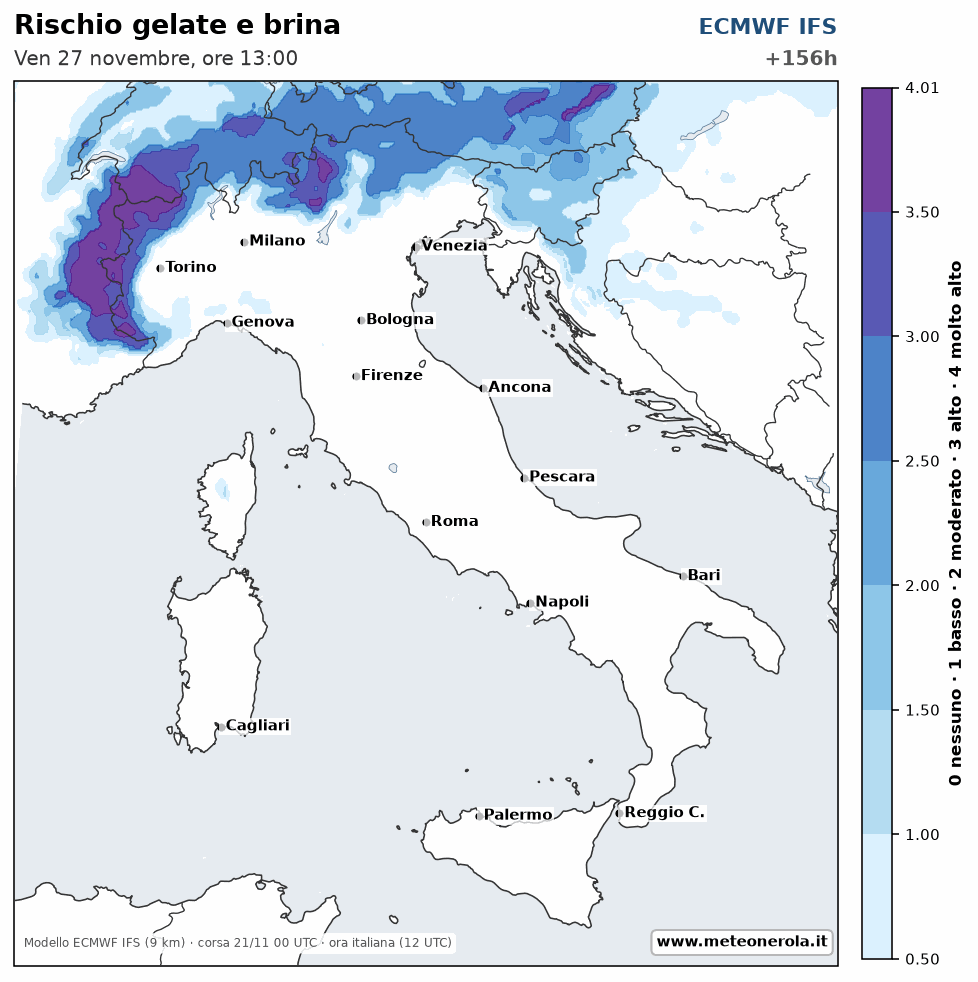 Rischio gelate e brina
ECMWF IFS
Ven 27 novembre, ore 13:00
+156h
4.01
3.50
3.00
2.50
2.00
1.50
1.00
0.50
0 nessuno · 1 basso · 2 moderato · 3 alto · 4 molto alto
Milano
Venezia
Torino
Genova
Bologna
Firenze
Ancona
Pescara
Roma
Bari
Napoli
Cagliari
Palermo
Reggio C.
Modello ECMWF IFS (9 km) · corsa 21/11 00 UTC · ora italiana (12 UTC)
www.meteonerola.it